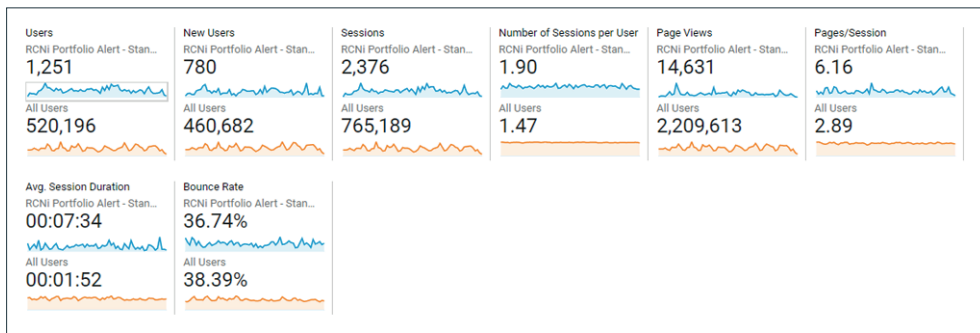 Users
RCNi Portfolio Alert - Stan...
1,251
All Users
520,196
New Users
RCNi Portfolio Alert - Stan...
780
All Users
460,682
Sessions
RCNi Portfolio Alert - Stan...
2,376
All Users
765,189
Number of Sessions per User
RCNi Portfolio Alert - Stan...
1.90
All Users
1.47
Page Views
RCNi Portfolio Alert - Stan...
14,631
All Users
2,209,613
Pages/Session
RCNi Portfolio Alert - Stan...
6.16
All Users
2.89
Avg. Session Duration
RCNi Portfolio Alert - Stan...
00:07:34
All Users
00:01:52
Bounce Rate
RCNi Portfolio Alert - Stan...
36.74%
All Users
38.39%